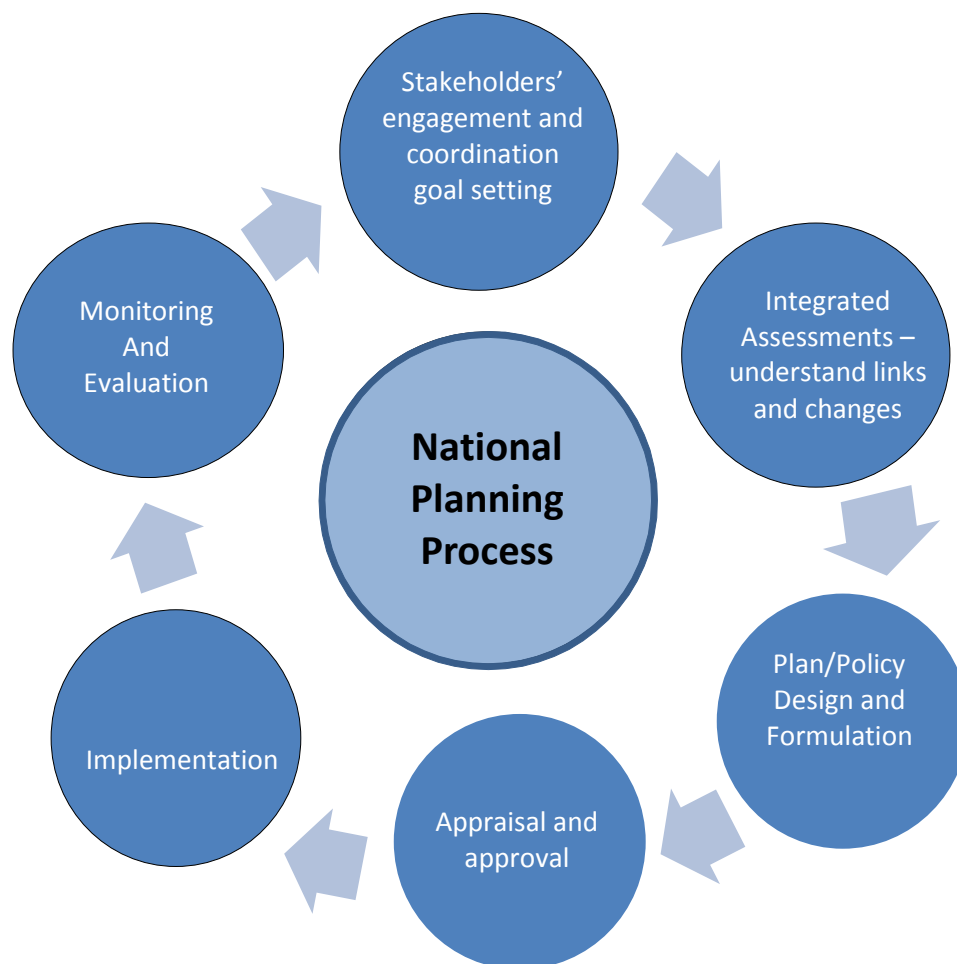 Stakeholders’
engagement and
coordination
goal setting
Integrated
Assessments –
understand links
and changes
Plan/Policy
Design and
Formulation
Appraisal and
approval
Implementation
Monitoring
And
Evaluation
National
Planning
Process